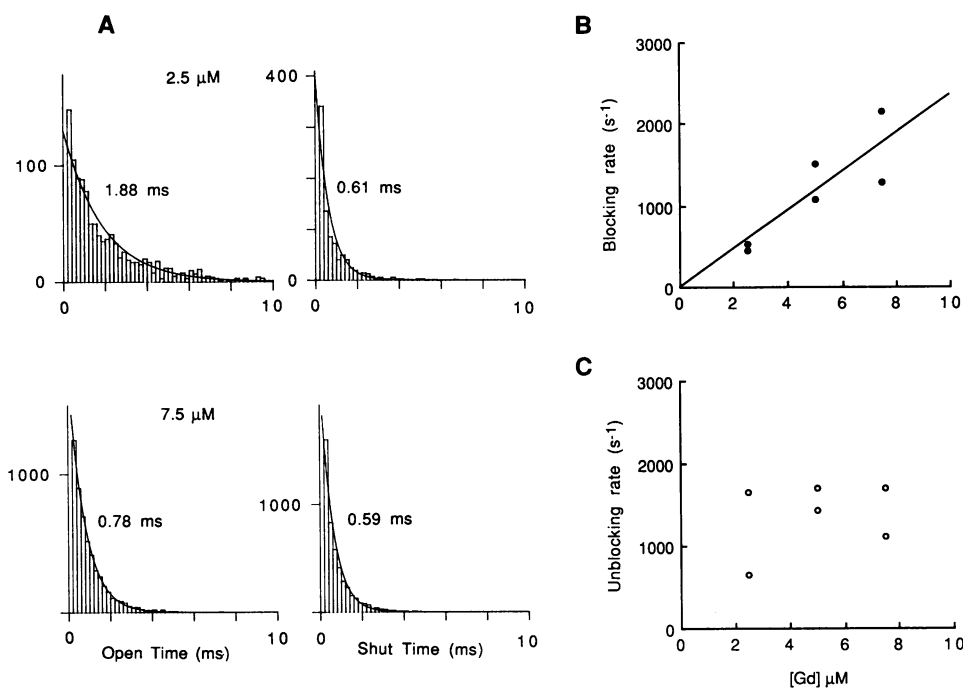 A
2.5 μM
100
0
1.88 ms
0
10
400
0
0.61 ms
0
10
7.5 μM
1000
0.78 ms
0
10
Open Time (ms)
1000
0.59 ms
0
10
Shut Time (ms)
B
Blocking rate (s-1)
3000
2000
1000
0
0
2
4
6
8
10
C
Unblocking rate (s-1)
3000
2000
1000
0
0
2
4
6
8
10
[Gd] μM